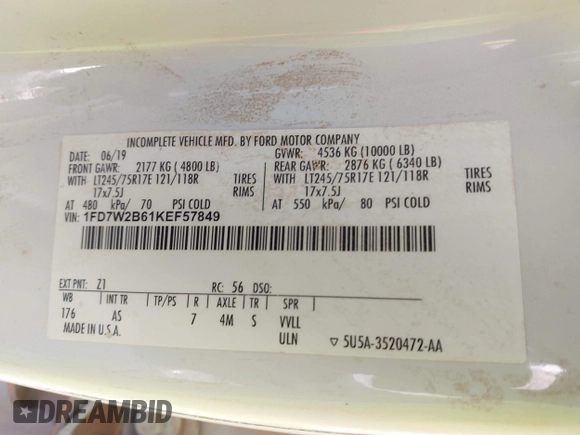 INCOMPLETE VEHICLE MFD. BY FORD MOTOR COMPANY
DATE: 06/19 GVWR: 4536 KG (10000 LB)
FRONT GAWR: 2177 KG ( 4800 LB) REAR GAWR: 2876 KG ( 6340 LB)
WITH LT245/75R17E 121/118R TIRES WITH LT245/75R17E 121/118R TIRES
17x7.5J RIMS 17x7.5J RIMS
AT 480 kPa/ 70 PSI COLD AT 550 kPa/ 80 PSI COLD
VIN: 1FD7W2B61KEF57849
EXT PNT: Z1 RC: 56 DSO:
WB INT TR TP/PS R AXLE TR SPR
176 AS 7 4M S VVLL
MADE IN U.S.A. ULN ▽ 5U5A-3520472-AA
DREAMBID